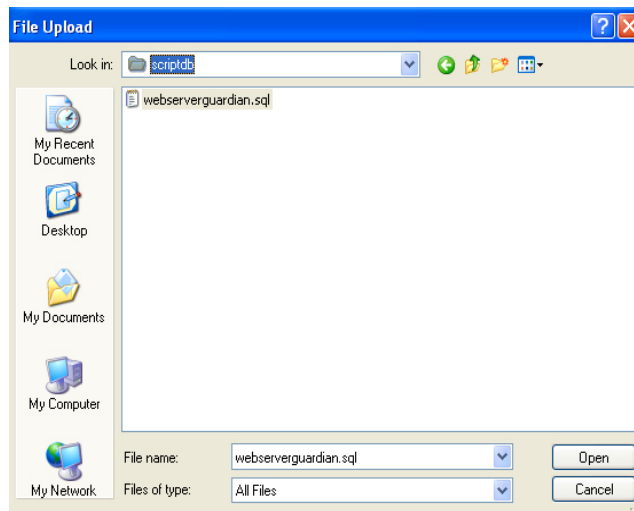 File Upload
Look in: scriptdb
webserverguardian.sql
My Recent
Documents
Desktop
My Documents
My Computer
My Network
File name: webserverguardian.sql Open
Files of type: All Files Cancel